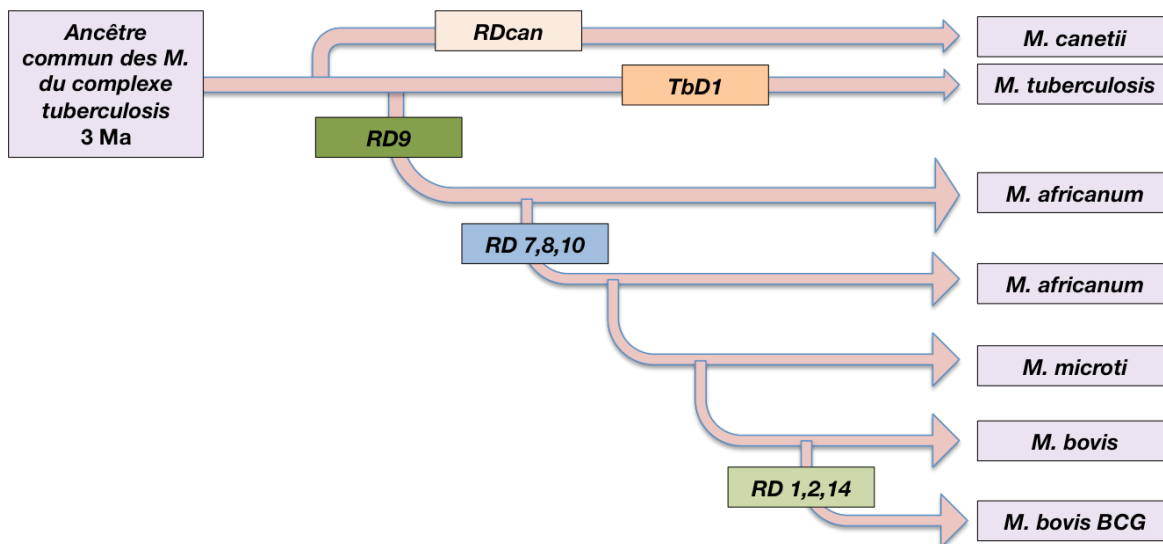 Ancêtre
commun des M.
du complexe
tuberculosis
3 Ma
RDcan
M. canetii
TbD1
M. tuberculosis
RD9
M. africanum
RD 7,8,10
M. africanum
M. microti
M. bovis
RD 1,2,14
M. bovis BCG